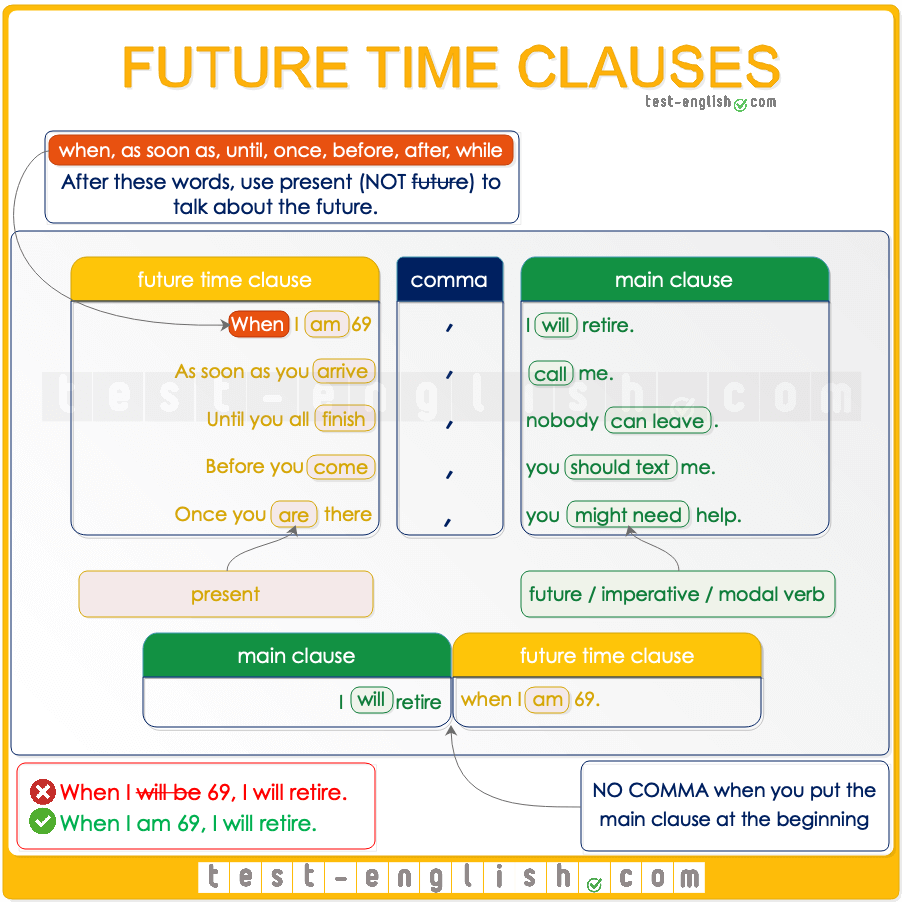 FUTURE TIME CLAUSES
test-english.com
when, as soon as, until, once, before, after, while
After these words, use present (NOT future) to
talk about the future.
future time clause comma main clause
When I am 69 , I will retire.
As soon as you arrive , call me.
test-english.com
Until you all finish , nobody can leave.
Before you come , you should text me.
Once you are there , you might need help.
present future / imperative / modal verb
main clause future time clause
I will retire when I am 69.
When I will be 69, I will retire.
When I am 69, I will retire.
NO COMMA when you put the
main clause at the beginning
test-english.com